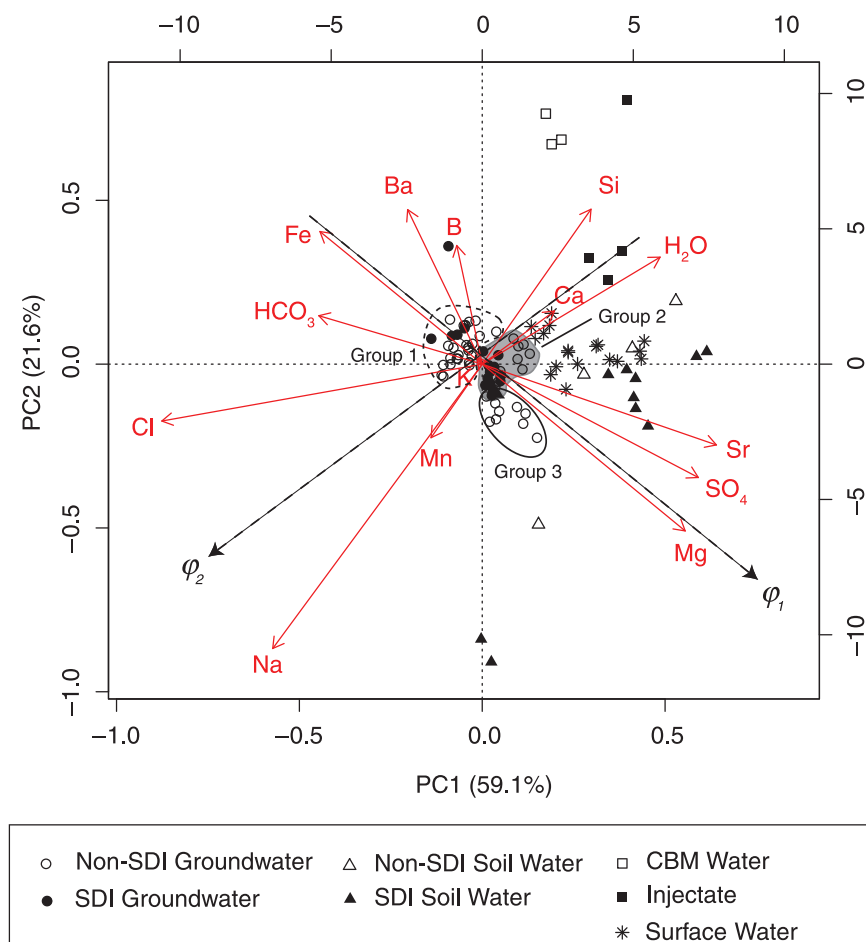 −10 0 5 10
PC2 (21.6%)
0.5
0.0
−0.5
−1.0
10
5
0
−5
−10
Ba
B
Si
Fe
H₂O
HCO₃
Ca
Group 2
Group 1
K
Cl
Mn
Group 3
Sr
SO₄
Mg
φ₂
φ₁
Na
−1.0 −0.5 0.0 0.5
PC1 (59.1%)
Non-SDI Groundwater
SDI Groundwater
Non-SDI Soil Water
SDI Soil Water
CBM Water
Injectate
Surface Water